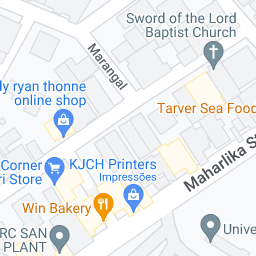 Sword of the Lord
Baptist Church
Marangal
ly ryan thonne
online shop
Tarver Sea Food
Corner
ri Store
KJCH Printers
Impressões
Maharlika S
Win Bakery
RC SAN
PLANT
Unive